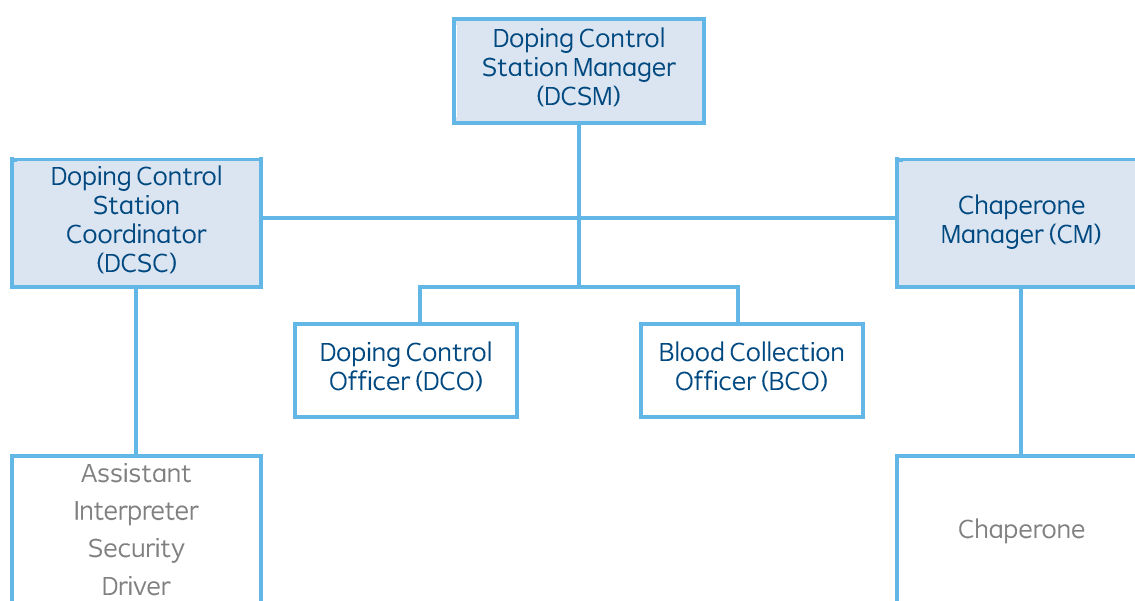 Doping Control
Station Manager
(DCSM)
Doping Control
Station
Coordinator
(DCSC)
Chaperone
Manager (CM)
Doping Control
Officer (DCO)
Blood Collection
Officer (BCO)
Assistant
Interpreter
Security
Driver
Chaperone